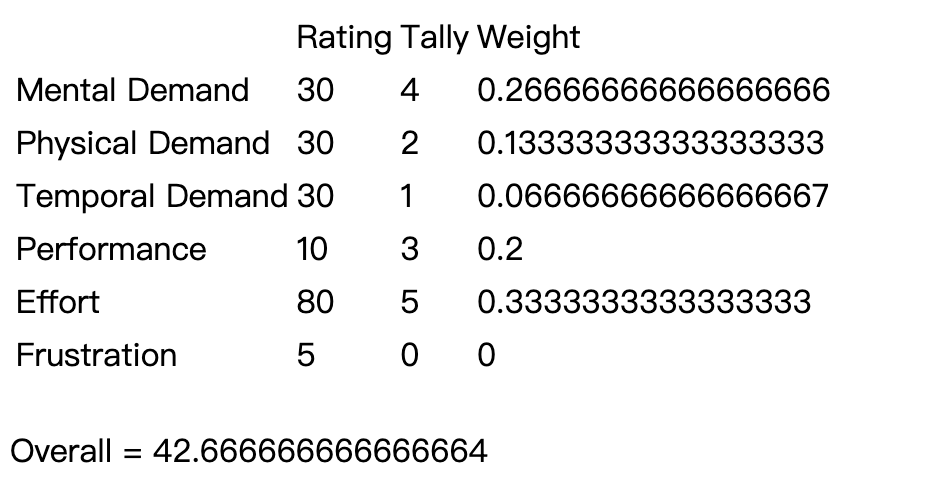 Rating Tally Weight
Mental Demand 30 4 0.26666666666666666
Physical Demand 30 2 0.13333333333333333
Temporal Demand 30 1 0.06666666666666667
Performance 10 3 0.2
Effort 80 5 0.3333333333333333
Frustration 5 0 0
Overall = 42.666666666666664